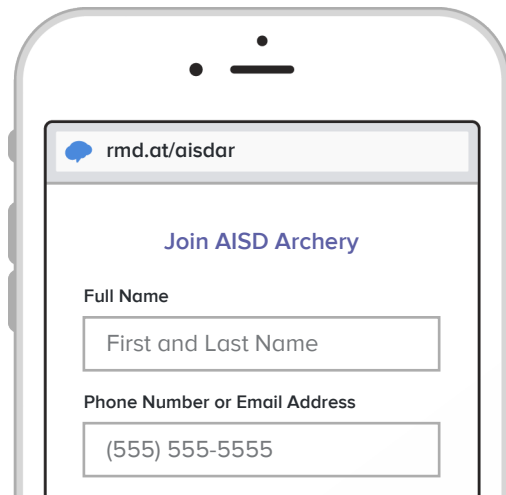 rmd.at/aisdar
Join AISD Archery
Full Name
First and Last Name
Phone Number or Email Address
(555) 555-5555